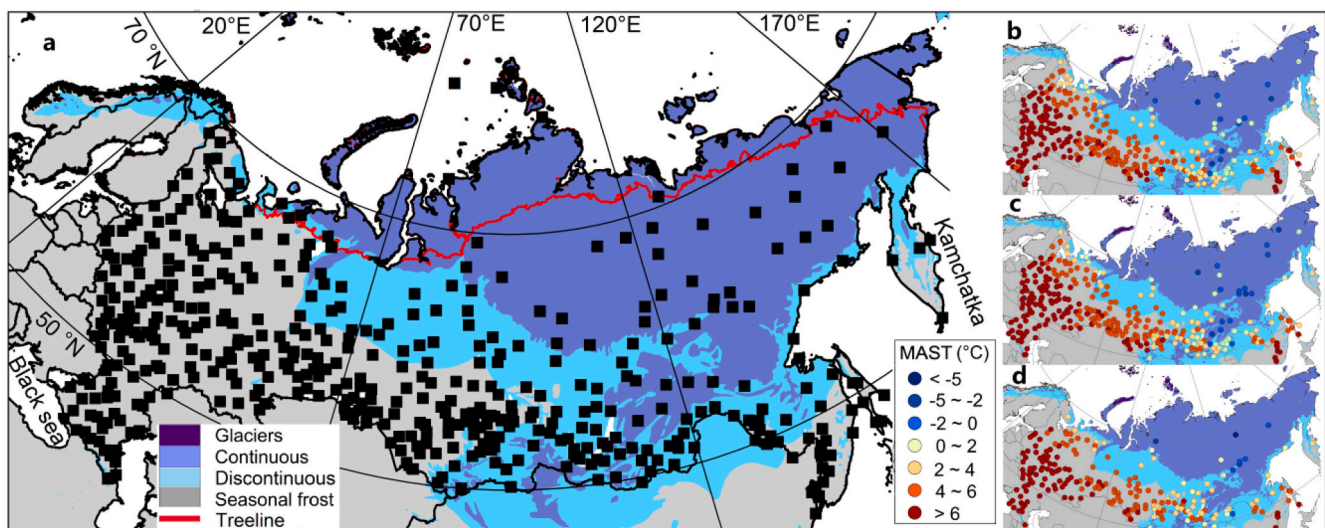 a
70 °N
20°E
70°E
120°E
170°E
50 °N
Black sea
Kamchatka
Glaciers
Continuous
Discontinuous
Seasonal frost
Treeline
MAST (°C)
< -5
-5 ~ -2
-2 ~ 0
0 ~ 2
2 ~ 4
4 ~ 6
> 6
b
c
d